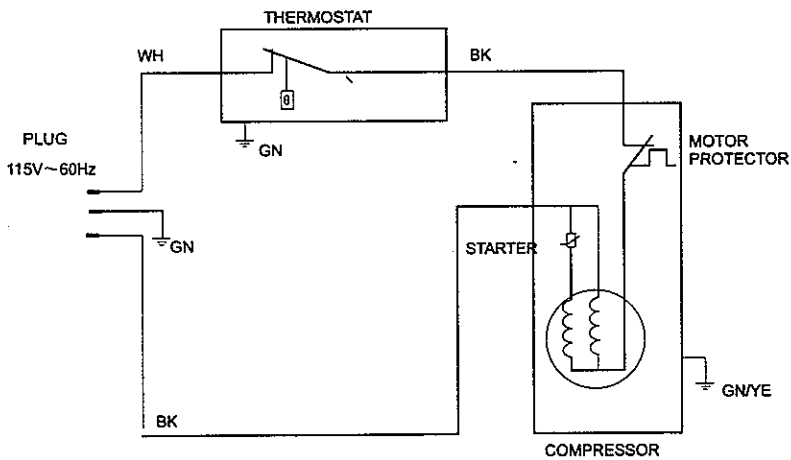 THERMOSTAT
WH
BK
θ
GN
PLUG
115V~60Hz
GN
MOTOR
PROTECTOR
STARTER
GN/YE
BK
COMPRESSOR